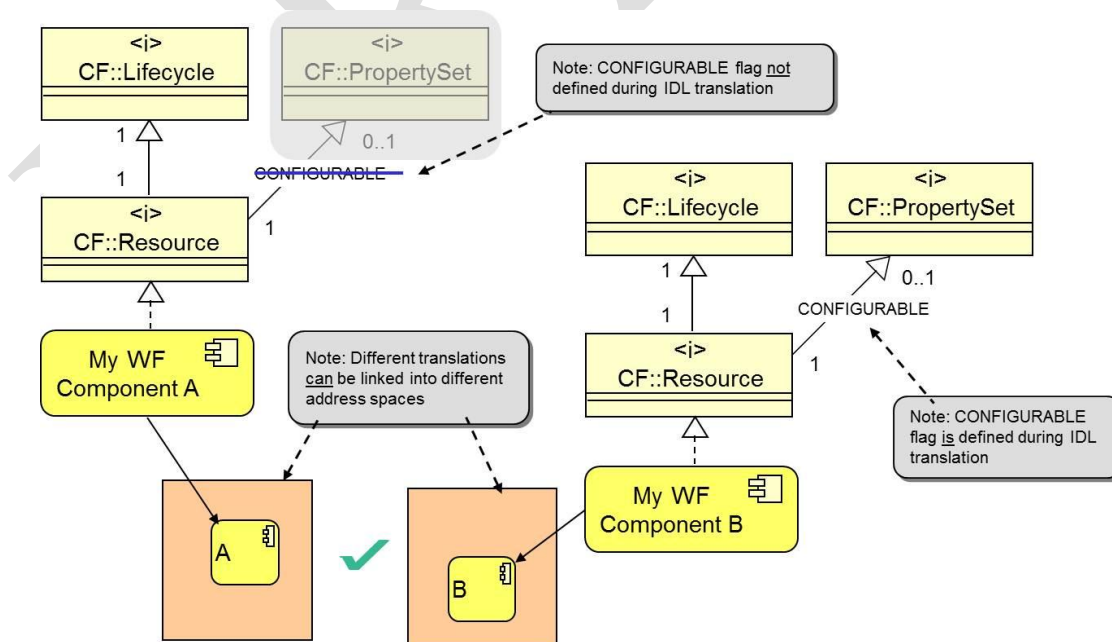 <i>
CF::Lifecycle
<i>
CF::PropertySet
Note: CONFIGURABLE flag not
defined during IDL translation
1
0..1
CONFIGURABLE
1
1
<i>
CF::Resource
<i>
CF::Lifecycle
<i>
CF::PropertySet
1
0..1
CONFIGURABLE
1
1
<i>
CF::Resource
My WF
Component A
Note: Different translations
can be linked into different
address spaces
Note: CONFIGURABLE
flag is defined during IDL
translation
My WF
Component B
A
B